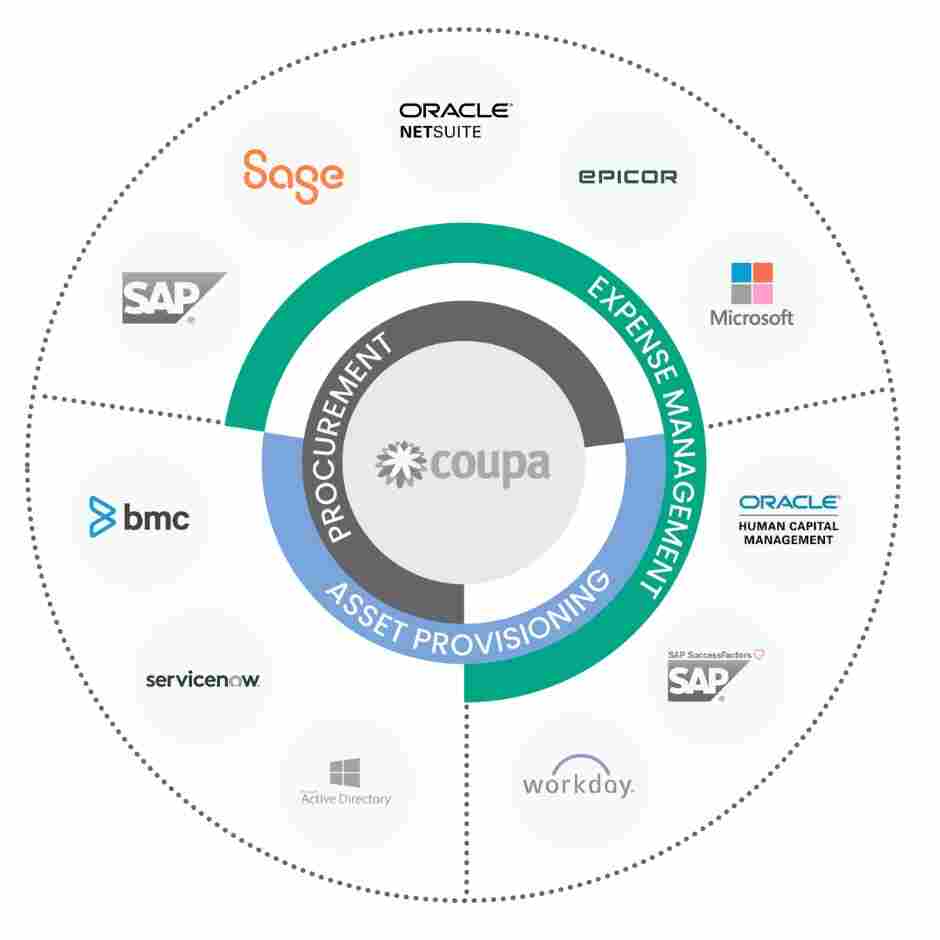 ORACLE
NETSUITE
Sage
EPICOR
SAP
Microsoft
EXPENSE MANAGEMENT
PROCUREMENT
coupa
ASSET PROVISIONING
bmc
ORACLE
HUMAN CAPITAL
MANAGEMENT
servicenow
SAP SuccessFactors
SAP
Active Directory
workday